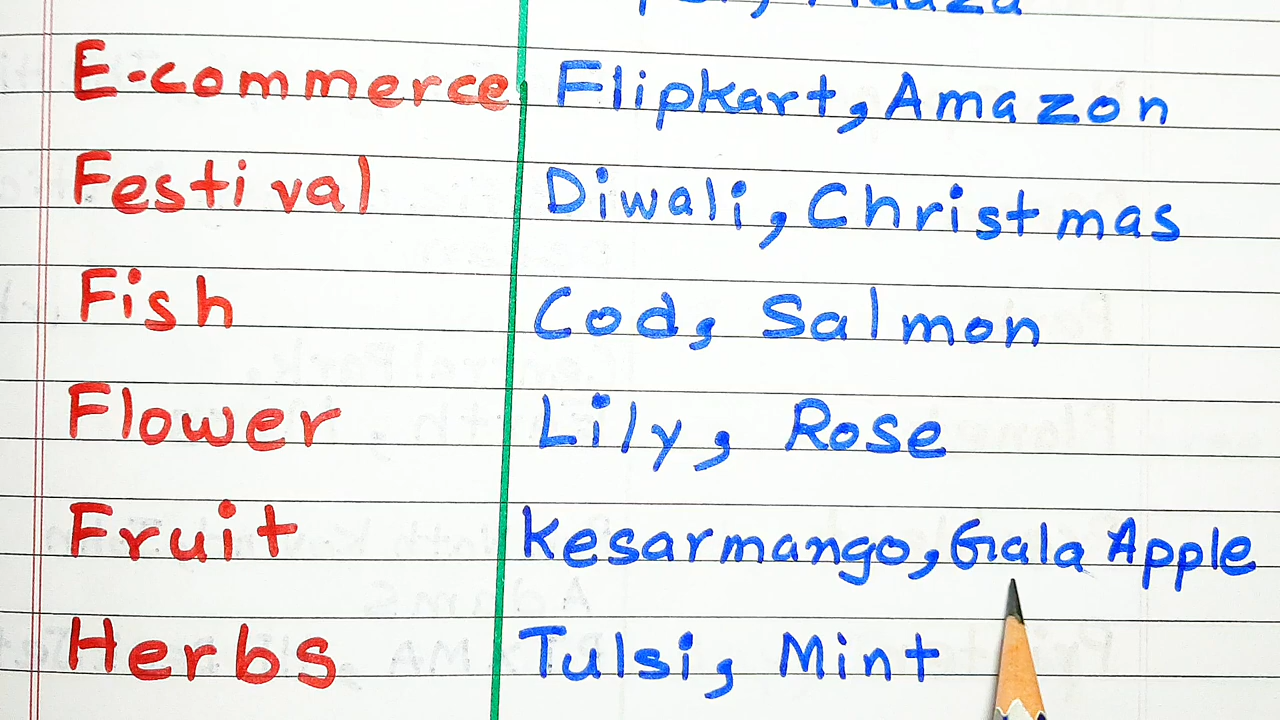 E-commerce Flipkart, Amazon
Festival Diwali, Christmas
Fish Cod, Salmon
Flower Lily, Rose
Fruit Kesarmango, Gala Apple
Herbs Tulsi, Mint